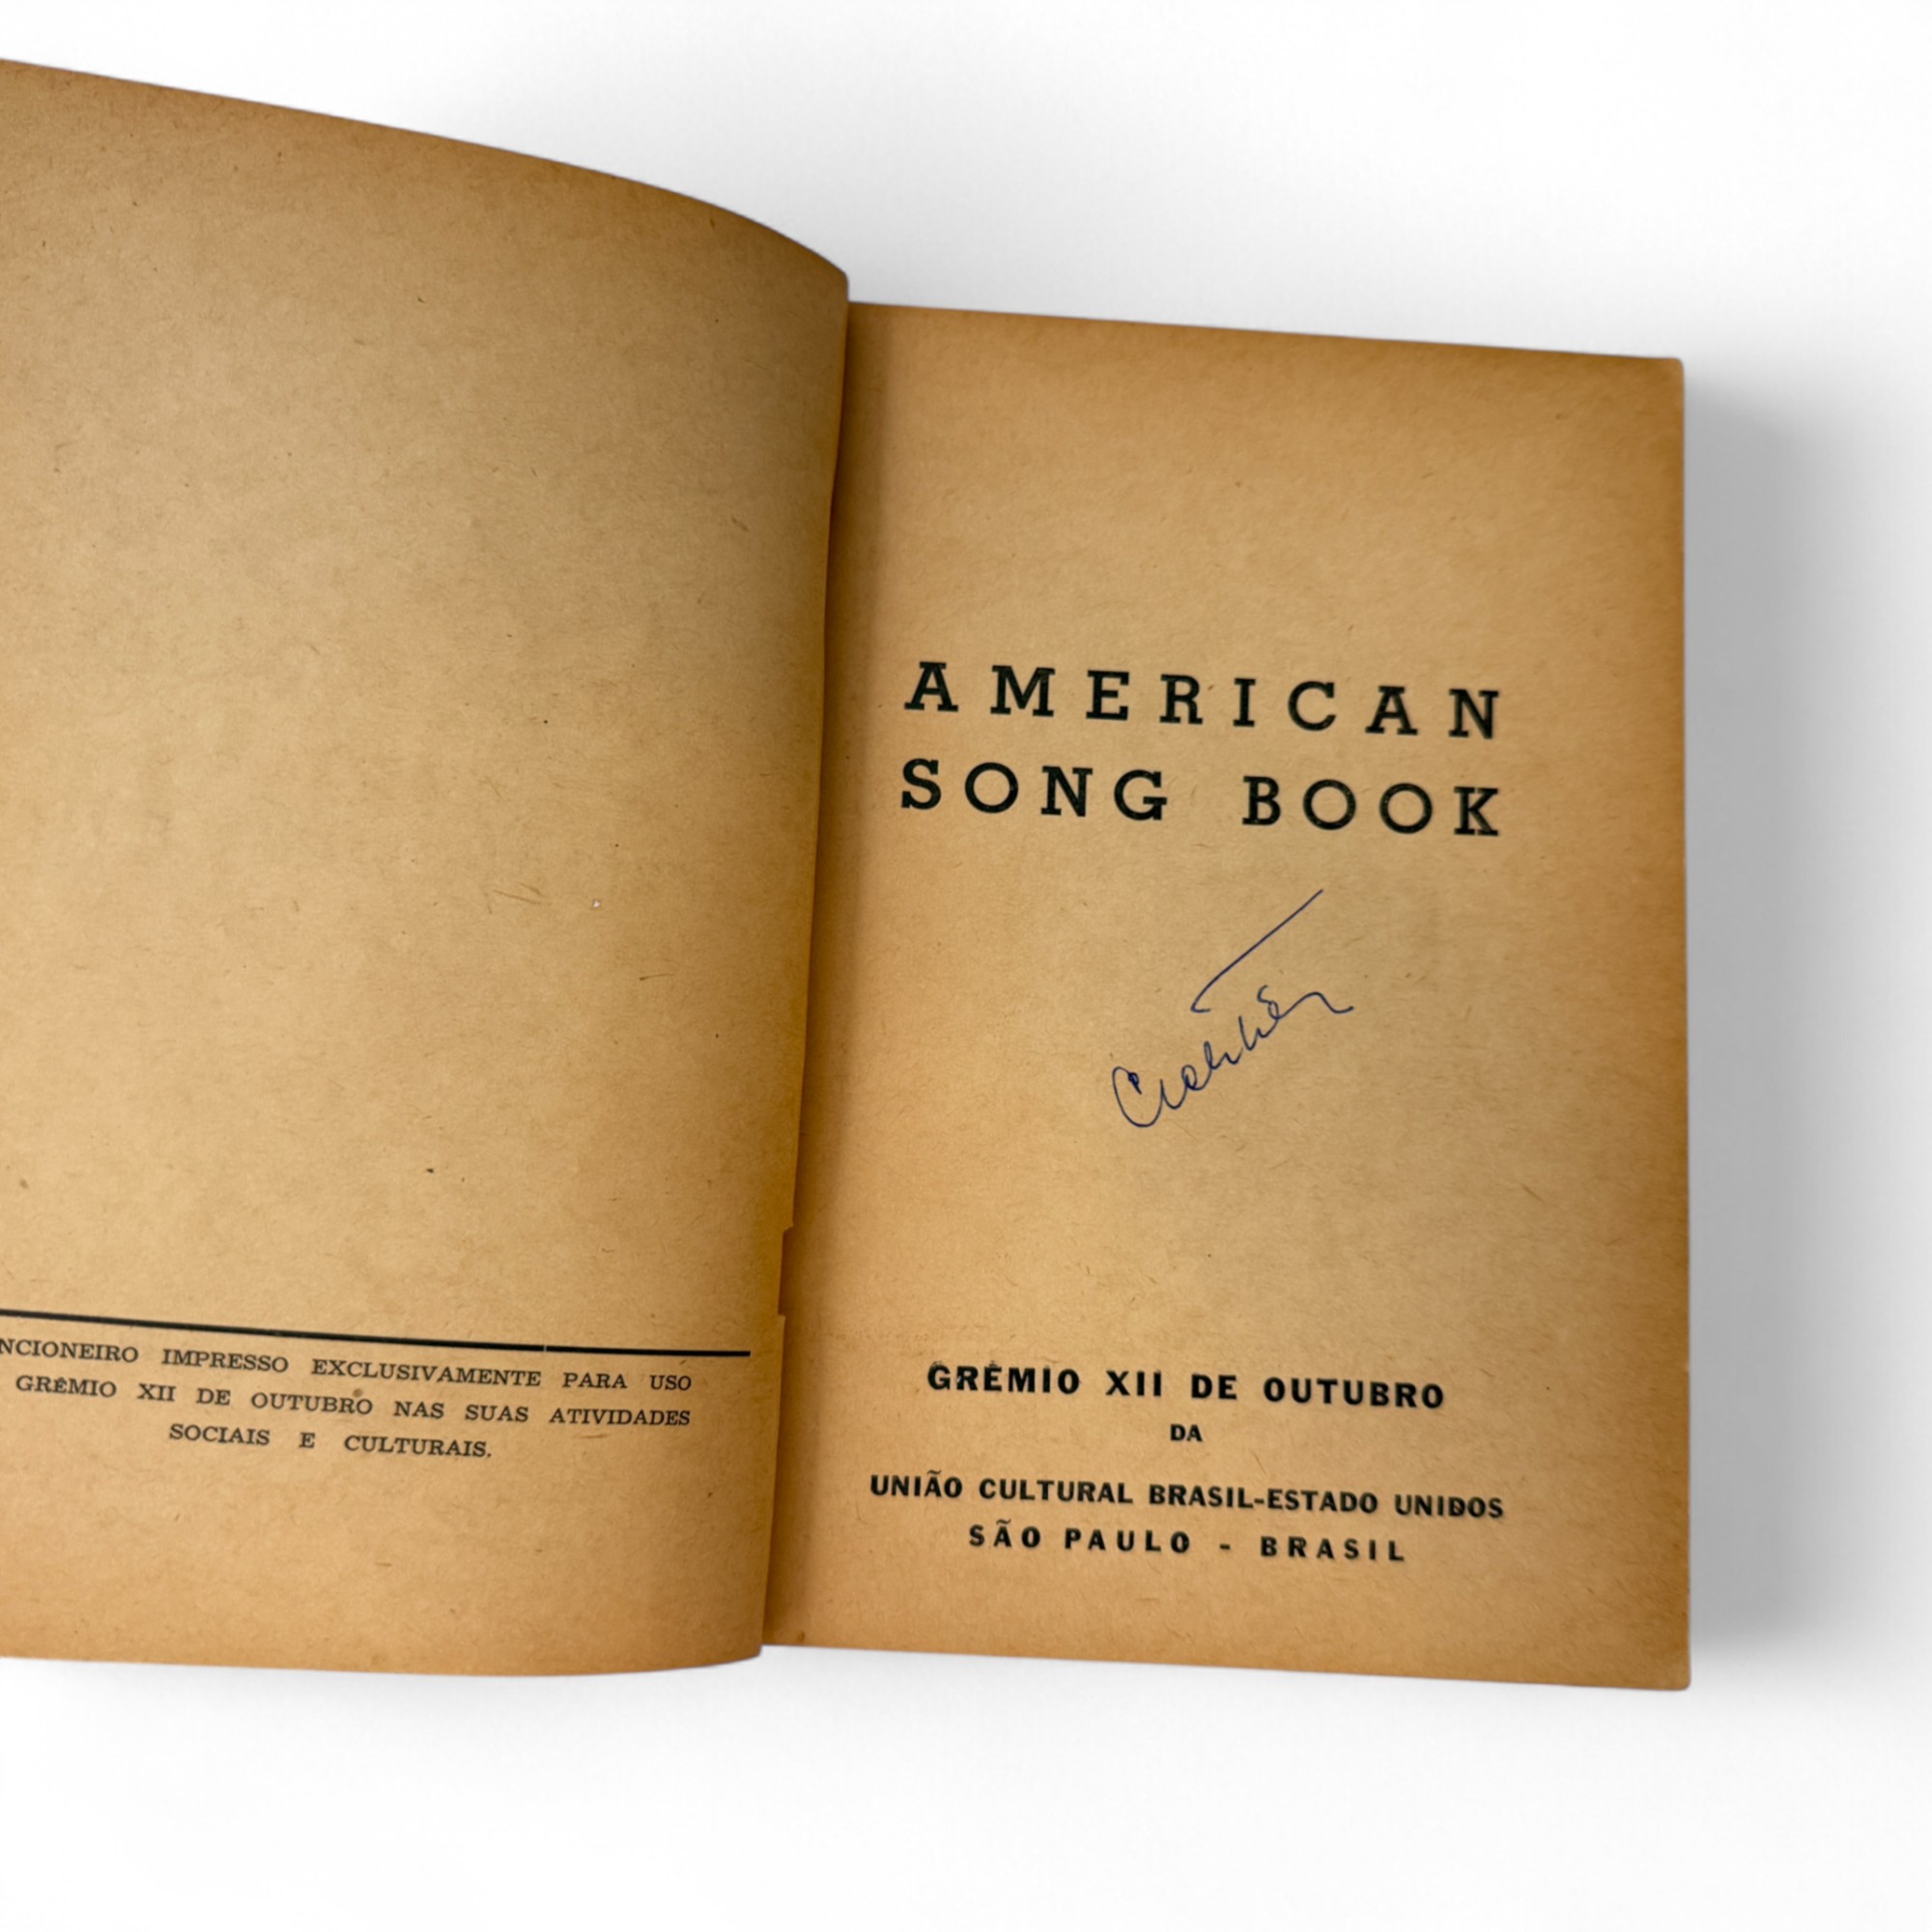 NCIONEIRO IMPRESSO EXCLUSIVAMENTE PARA USO
GRÊMIO XII DE OUTUBRO NAS SUAS ATIVIDADES
SOCIAIS E CULTURAIS.
AMERICAN
SONG BOOK
GRÊMIO XII DE OUTUBRO
DA
UNIÃO CULTURAL BRASIL-ESTADO UNIDOS
SÃO PAULO - BRASIL